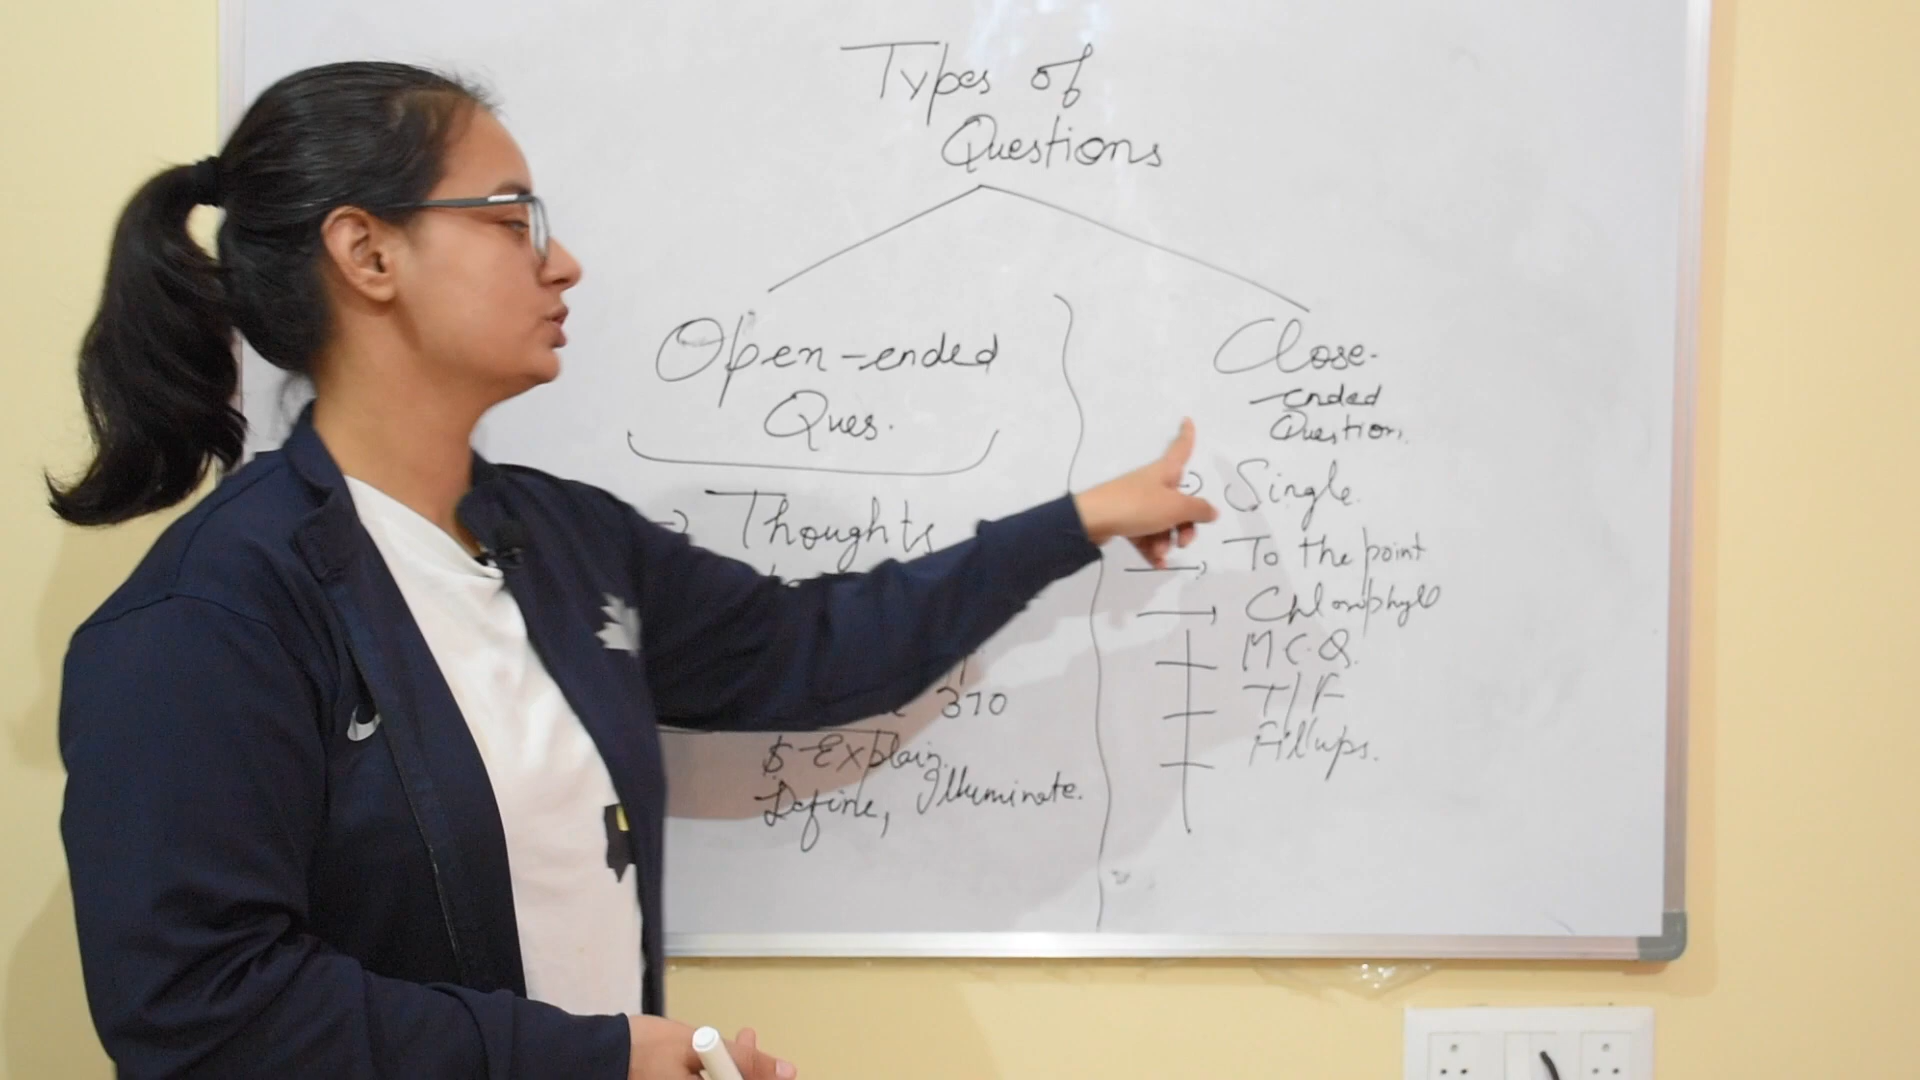 Types of
Questions
Open-ended
Ques.
Thoughts
370
$ Explain.
Define, Illuminate.
Close-
ended
Question.
Single.
To the point
Chlorophyll
M.C.Q.
T/F
Fillups.